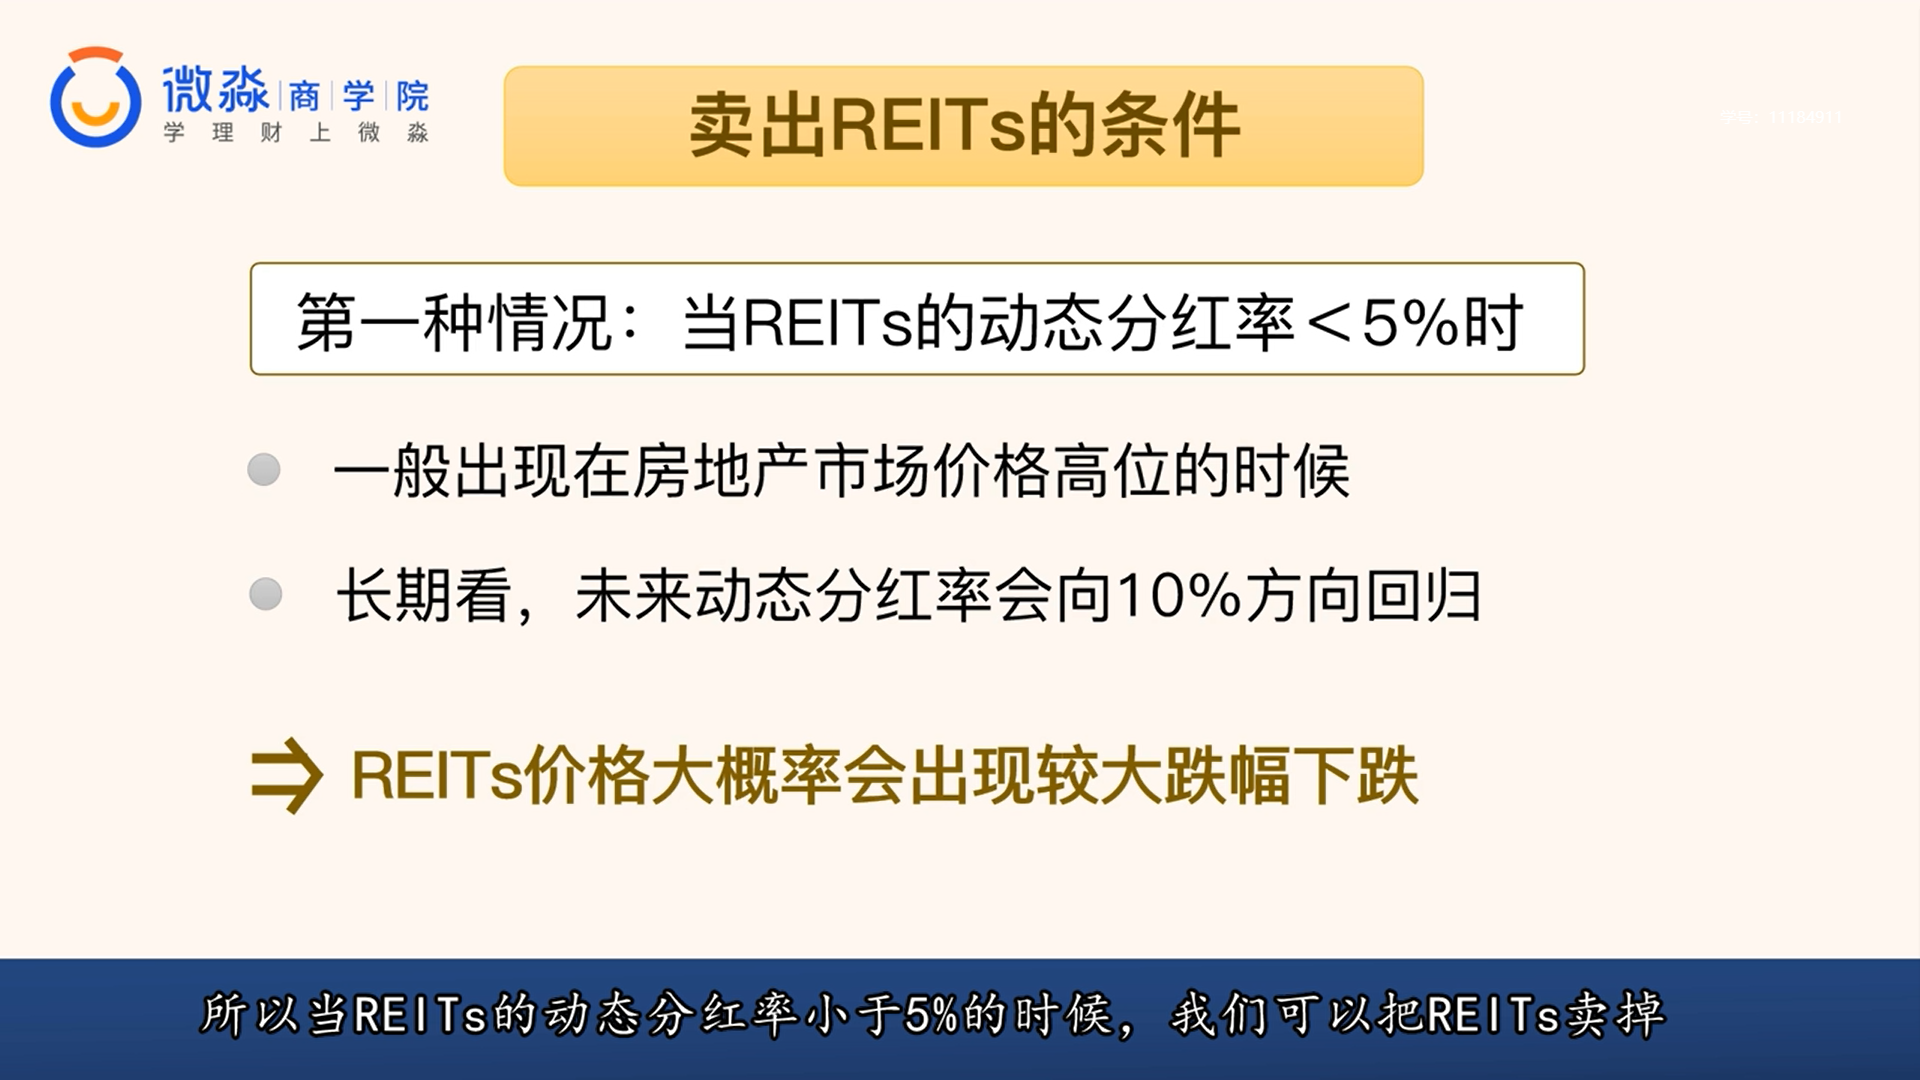 微淼|商|学|院
学理财上微淼
卖出REITs的条件
第一种情况：当REITs的动态分红率＜5%时
一般出现在房地产市场价格高位的时候
长期看，未来动态分红率会向10%方向回归
REITs价格大概率会出现较大跌幅下跌
所以当REITs的动态分红率小于5%的时候，我们可以把REITs卖掉